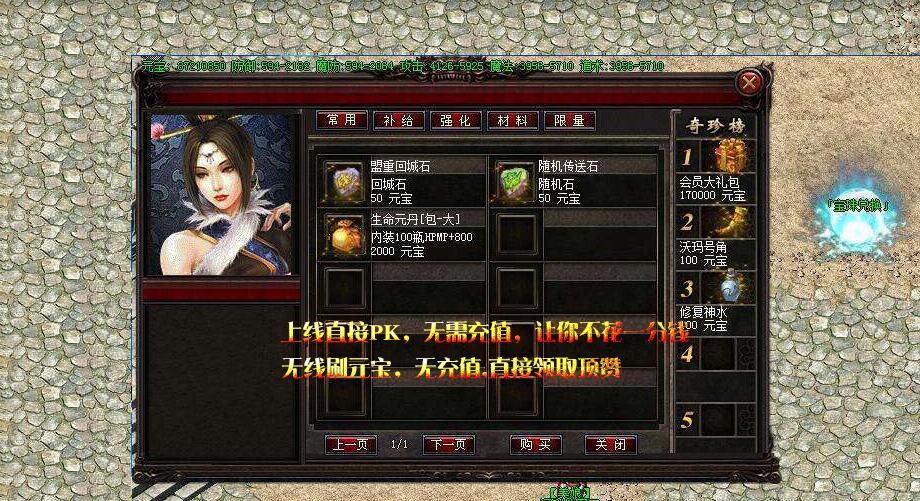 元宝:.87210850 防御:594-2182 魔防:594-2064 攻击:4126-5925 魔法:3956-5710 道术:3956-5710
常用 补给 强化 材料 限量
奇珍榜
盟重回城石
回城石
50 元宝
随机传送石
随机石
50 元宝
生命元丹[包-大]
内装100瓶,HPMP+800
2000 元宝
1
会员大礼包
170000 元宝
2
沃玛号角
100 元宝
3
修复神水
100 元宝
4
5
「宝珠兑换」
上线直接PK，无需充值，让你不花一分钱
无线刷元宝，无充值,直接领取顶赞
上一页 1/1 下一页 购买 关闭